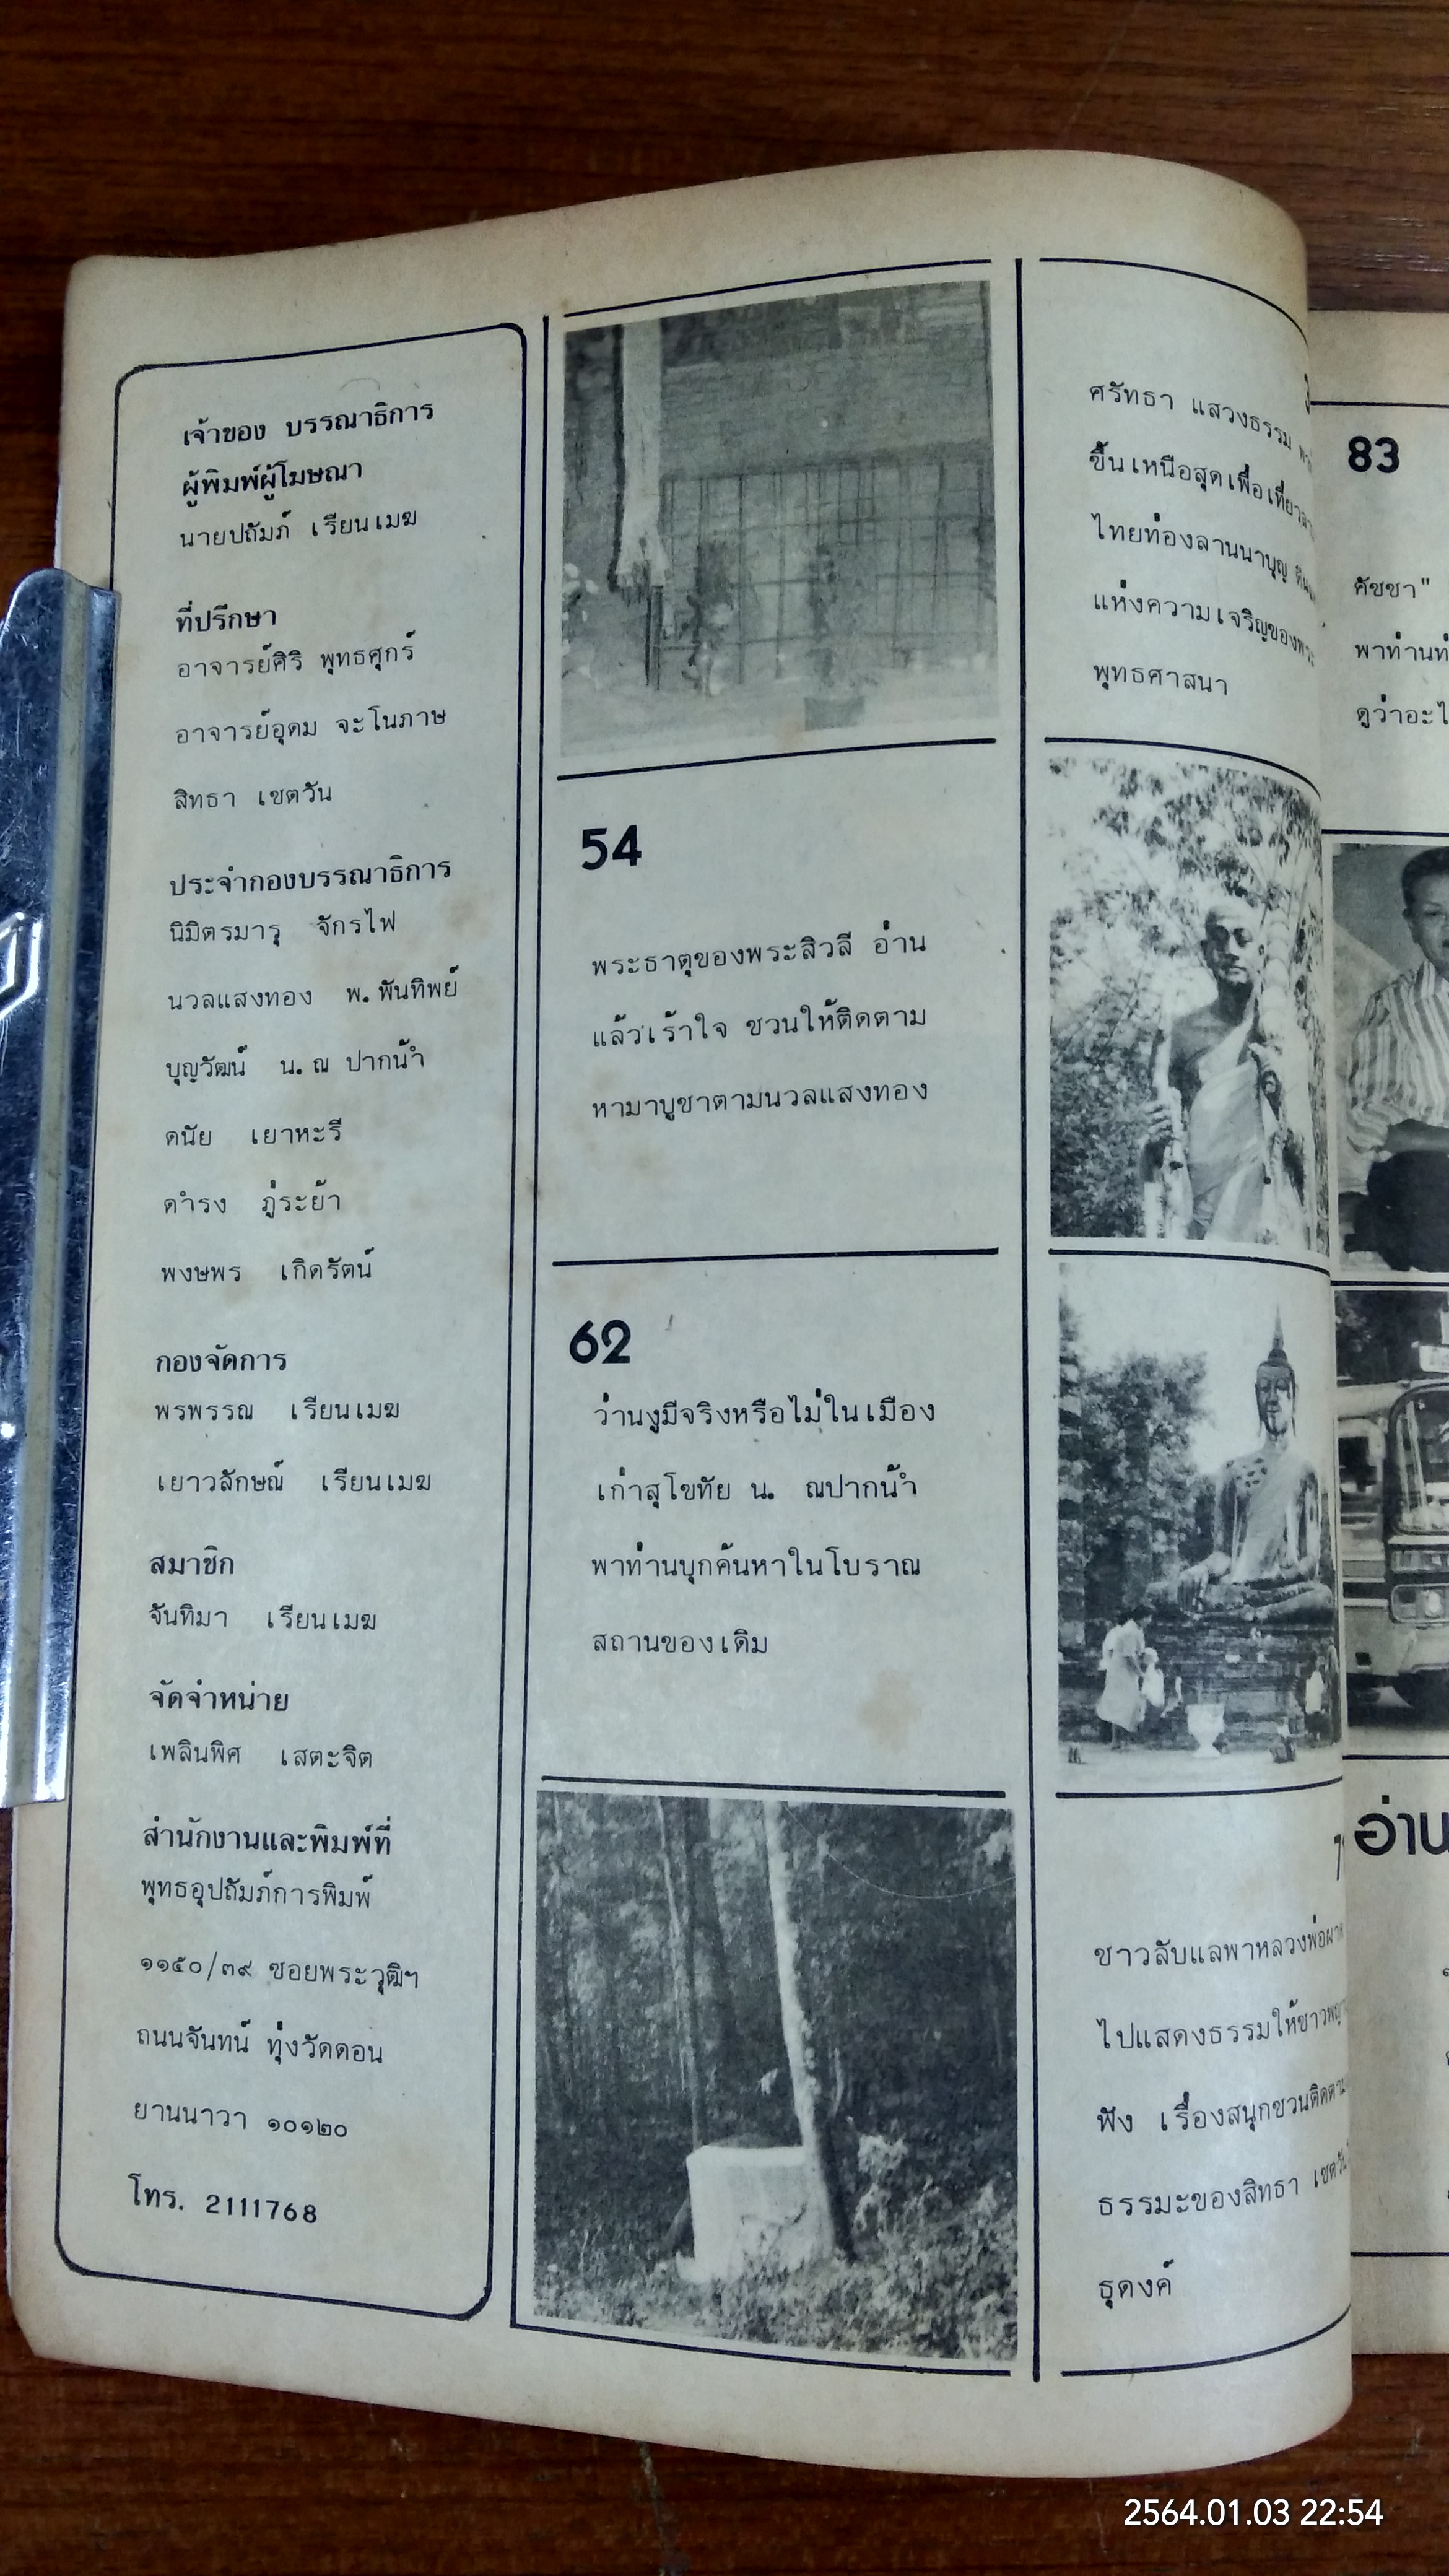 เจ้าของ บรรณาธิการ
ผู้พิมพ์ผู้โฆษณา
นายปถัมภ์ เรียนเมฆ
ที่ปรึกษา
อาจารย์ศิริ พุทธศุกร์
อาจารย์อุดม จะโนภาษ
สิทธา เชตวัน
ประจำกองบรรณาธิการ
นิมิตรมารุ จักรไฟ
นวลแสงทอง พ. พันทิพย์
บุญวัฒน์ น. ณ ปากน้ำ
ดนัย เยาหะรี
ดำรง ภู่ระย้า
พงษพร เกิดรัตน์
กองจัดการ
พรพรรณ เรียนเมฆ
เยาวลักษณ์ เรียนเมฆ
สมาชิก
จันทิมา เรียนเมฆ
จัดจำหน่าย
เพลินพิศ เสตะจิต
สำนักงานและพิมพ์ที่
พุทธอุปถัมภ์การพิมพ์
๑๑๕๐/๓๙ ซอยพระวุฒิฯ
ถนนจันทน์ ทุ่งวัดดอน
ยานนาวา ๑๐๑๒๐
โทร. 2111768
54
พระธาตุของพระสิวลี อ่าน
แล้วเร้าใจ ชวนให้ติดตาม
หามาบูชาตามนวลแสงทอง
62
ว่านงูมีจริงหรือไม่ในเมือง
เก่าสุโขทัย น. ณปากน้ำ
พาท่านบุกค้นหาในโบราณ
สถานของเดิม
ศรัทธา แสวงธรรม
ขึ้นเหนือสุดเพื่อเที่ยว
ไทยท่องลานนาบุญ
แห่งความเจริญของพระ
พุทธศาสนา
ชาวลับแลพาหลวงพ่อ
ไปแสดงธรรมให้ชาว
ฟัง เรื่องสนุกชวนติดตาม
ธรรมะของสิทธา เชตวัน
ธุดงค์
83
คัชชา"
พาท่านท่
ดูว่าอะไ
อ่าน
2564.01.03 22:54